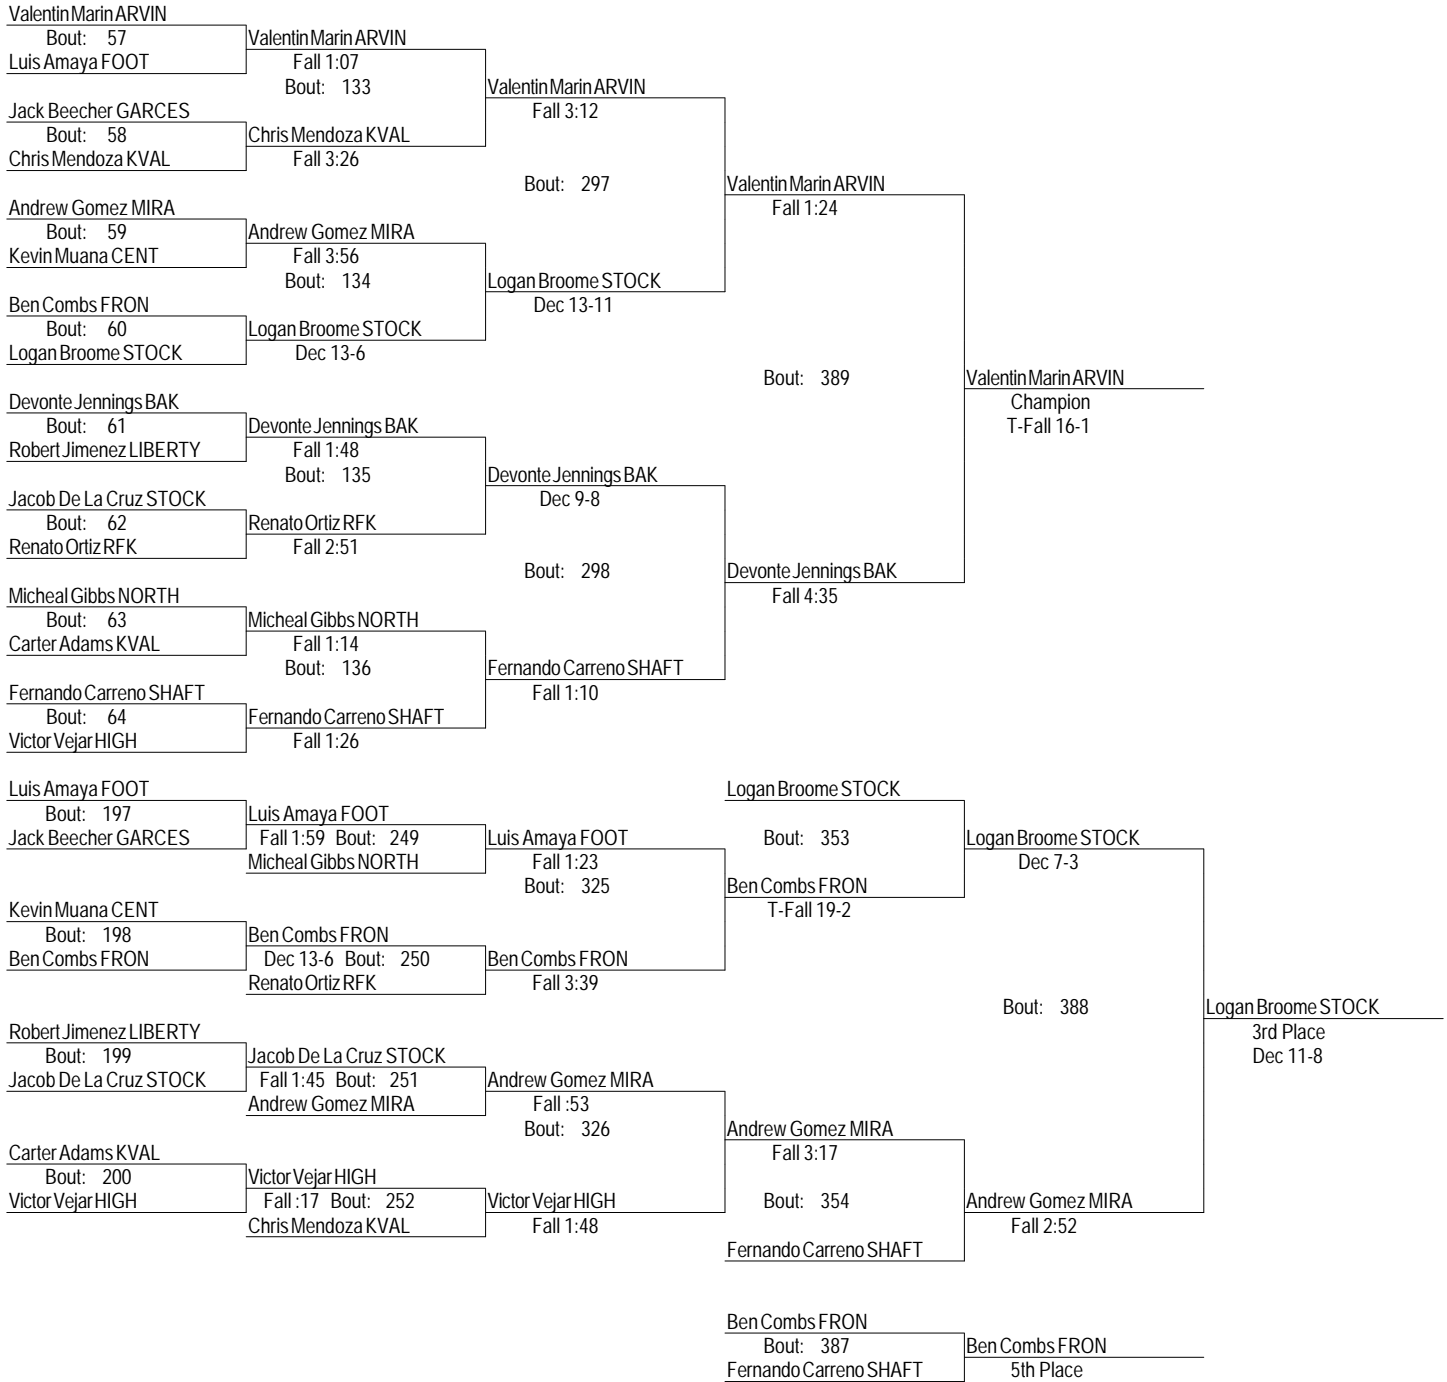 Valentin Marin ARVIN
Bout: 57 Valentin Marin ARVIN
Luis Amaya FOOT Fall 1:07
Bout: 133 Valentin Marin ARVIN
Jack Beecher GARCES Fall 3:12
Bout: 58 Chris Mendoza KVAL
Chris Mendoza KVAL Fall 3:26
Bout: 297 Valentin Marin ARVIN
Andrew Gomez MIRA Fall 1:24
Bout: 59 Andrew Gomez MIRA
Kevin Muana CENT Fall 3:56
Bout: 134 Logan Broome STOCK
Ben Combs FRON Dec 13-11
Bout: 60 Logan Broome STOCK
Logan Broome STOCK Dec 13-6
Bout: 389 Valentin Marin ARVIN
Devonte Jennings BAK Champion
Bout: 61 Devonte Jennings BAK T-Fall 16-1
Robert Jimenez LIBERTY Fall 1:48
Bout: 135 Devonte Jennings BAK
Jacob De La Cruz STOCK Dec 9-8
Bout: 62 Renato Ortiz RFK
Renato Ortiz RFK Fall 2:51
Bout: 298 Devonte Jennings BAK
Micheal Gibbs NORTH Fall 4:35
Bout: 63 Micheal Gibbs NORTH
Carter Adams KVAL Fall 1:14
Bout: 136 Fernando Carreno SHAFT
Fernando Carreno SHAFT Fall 1:10
Bout: 64 Fernando Carreno SHAFT
Victor Vejar HIGH Fall 1:26
Luis Amaya FOOT Logan Broome STOCK
Bout: 197 Luis Amaya FOOT
Jack Beecher GARCES Fall 1:59 Bout: 249 Luis Amaya FOOT Bout: 353 Logan Broome STOCK
Micheal Gibbs NORTH Fall 1:23 Dec 7-3
Bout: 325 Ben Combs FRON
Kevin Muana CENT T-Fall 19-2
Bout: 198 Ben Combs FRON
Ben Combs FRON Dec 13-6 Bout: 250 Ben Combs FRON
Renato Ortiz RFK Fall 3:39
Bout: 388 Logan Broome STOCK
Robert Jimenez LIBERTY 3rd Place
Bout: 199 Jacob De La Cruz STOCK Dec 11-8
Jacob De La Cruz STOCK Fall 1:45 Bout: 251 Andrew Gomez MIRA
Andrew Gomez MIRA Fall :53
Bout: 326 Andrew Gomez MIRA
Carter Adams KVAL Fall 3:17
Bout: 200 Victor Vejar HIGH
Victor Vejar HIGH Fall :17 Bout: 252 Victor Vejar HIGH Bout: 354 Andrew Gomez MIRA
Chris Mendoza KVAL Fall 1:48 Fall 2:52
Fernando Carreno SHAFT
Ben Combs FRON
Bout: 387 Ben Combs FRON
Fernando Carreno SHAFT 5th Place